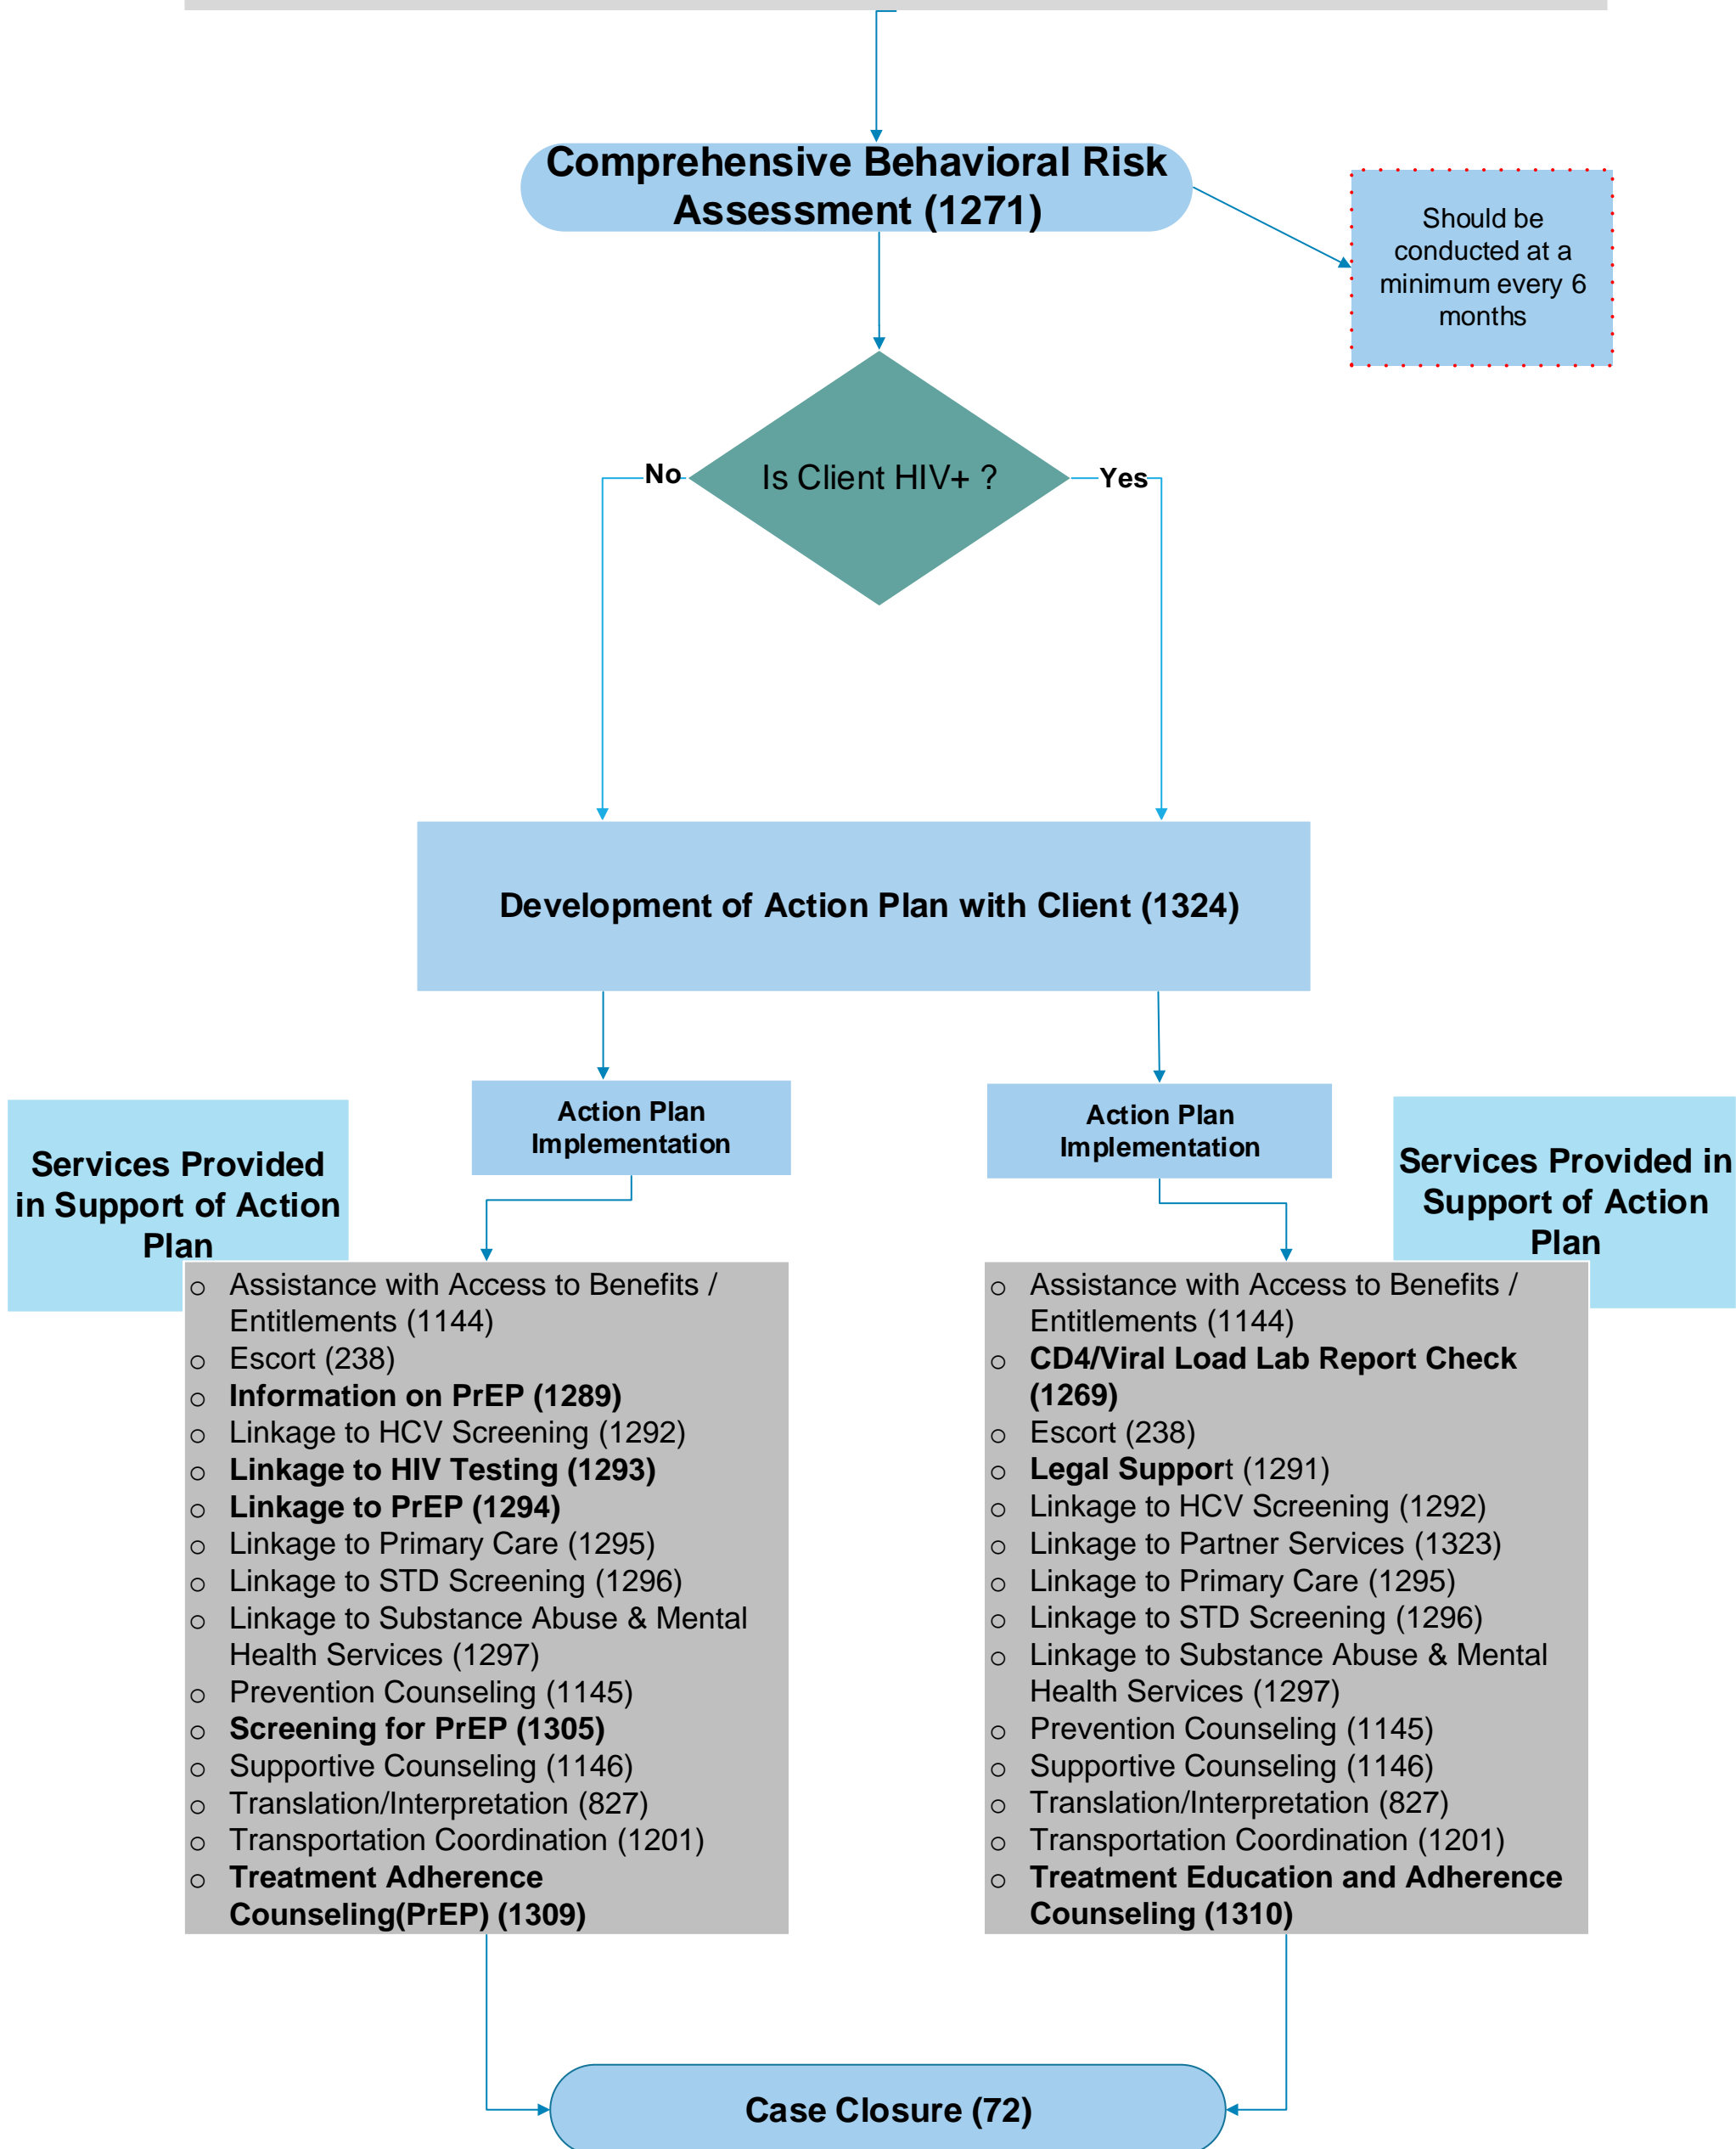 Comprehensive Behavioral Risk
Assessment (1271)
Should be
conducted at a
minimum every 6
months
Is Client HIV+ ?
No
Yes
Development of Action Plan with Client (1324)
Action Plan
Implementation
Action Plan
Implementation
Services Provided
in Support of Action
Plan
Services Provided in
Support of Action
Plan
o Assistance with Access to Benefits /
Entitlements (1144)
o Escort (238)
o Information on PrEP (1289)
o Linkage to HCV Screening (1292)
o Linkage to HIV Testing (1293)
o Linkage to PrEP (1294)
o Linkage to Primary Care (1295)
o Linkage to STD Screening (1296)
o Linkage to Substance Abuse & Mental
Health Services (1297)
o Prevention Counseling (1145)
o Screening for PrEP (1305)
o Supportive Counseling (1146)
o Translation/Interpretation (827)
o Transportation Coordination (1201)
o Treatment Adherence
Counseling(PrEP) (1309)
o Assistance with Access to Benefits /
Entitlements (1144)
o CD4/Viral Load Lab Report Check
(1269)
o Escort (238)
o Legal Support (1291)
o Linkage to HCV Screening (1292)
o Linkage to Partner Services (1323)
o Linkage to Primary Care (1295)
o Linkage to STD Screening (1296)
o Linkage to Substance Abuse & Mental
Health Services (1297)
o Prevention Counseling (1145)
o Supportive Counseling (1146)
o Translation/Interpretation (827)
o Transportation Coordination (1201)
o Treatment Education and Adherence
Counseling (1310)
Case Closure (72)